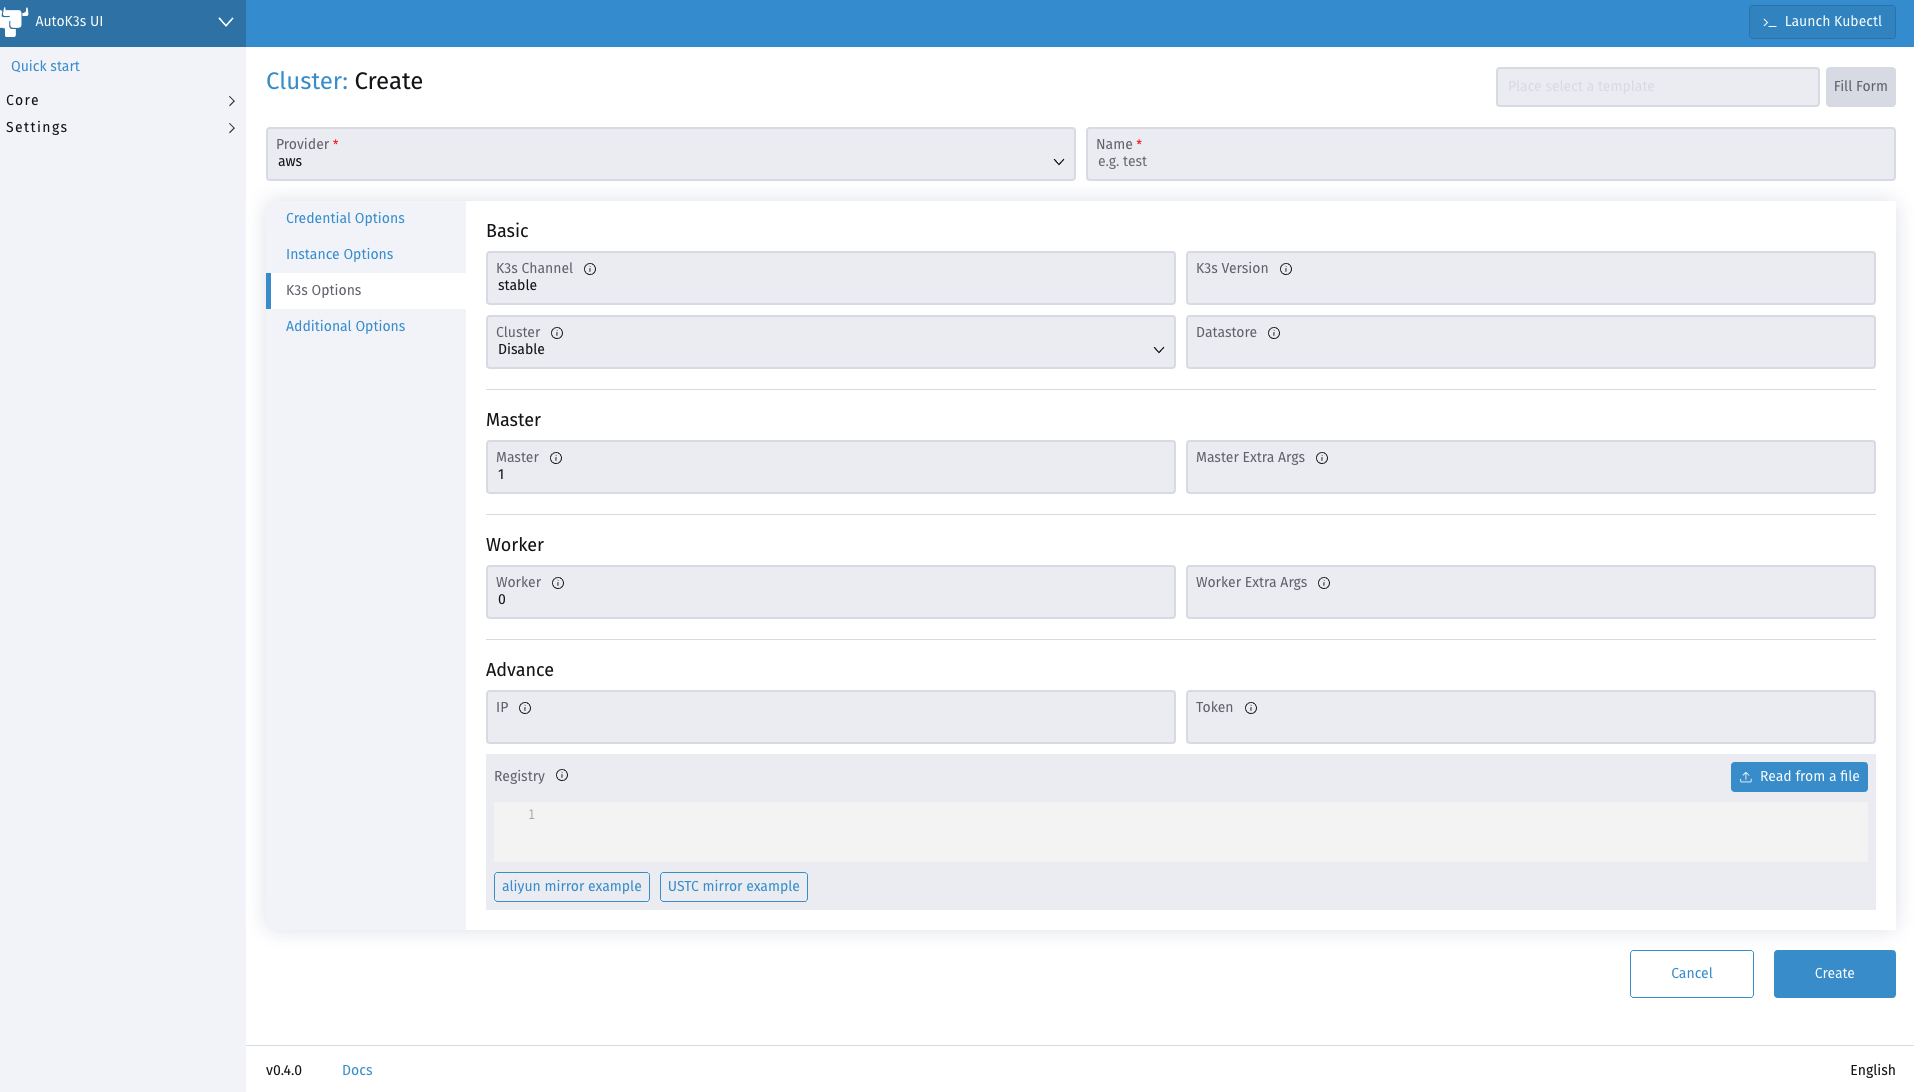 AutoK3s UI
>_ Launch Kubectl
Quick start
Core
Settings
Cluster: Create
Place select a template
Fill Form
Provider *
aws
Name *
e.g. test
Credential Options
Instance Options
K3s Options
Additional Options
Basic
K3s Channel
stable
K3s Version
Cluster
Disable
Datastore
Master
Master
1
Master Extra Args
Worker
Worker
0
Worker Extra Args
Advance
IP
Token
Registry
Read from a file
1
aliyun mirror example
USTC mirror example
Cancel
Create
v0.4.0
Docs
English